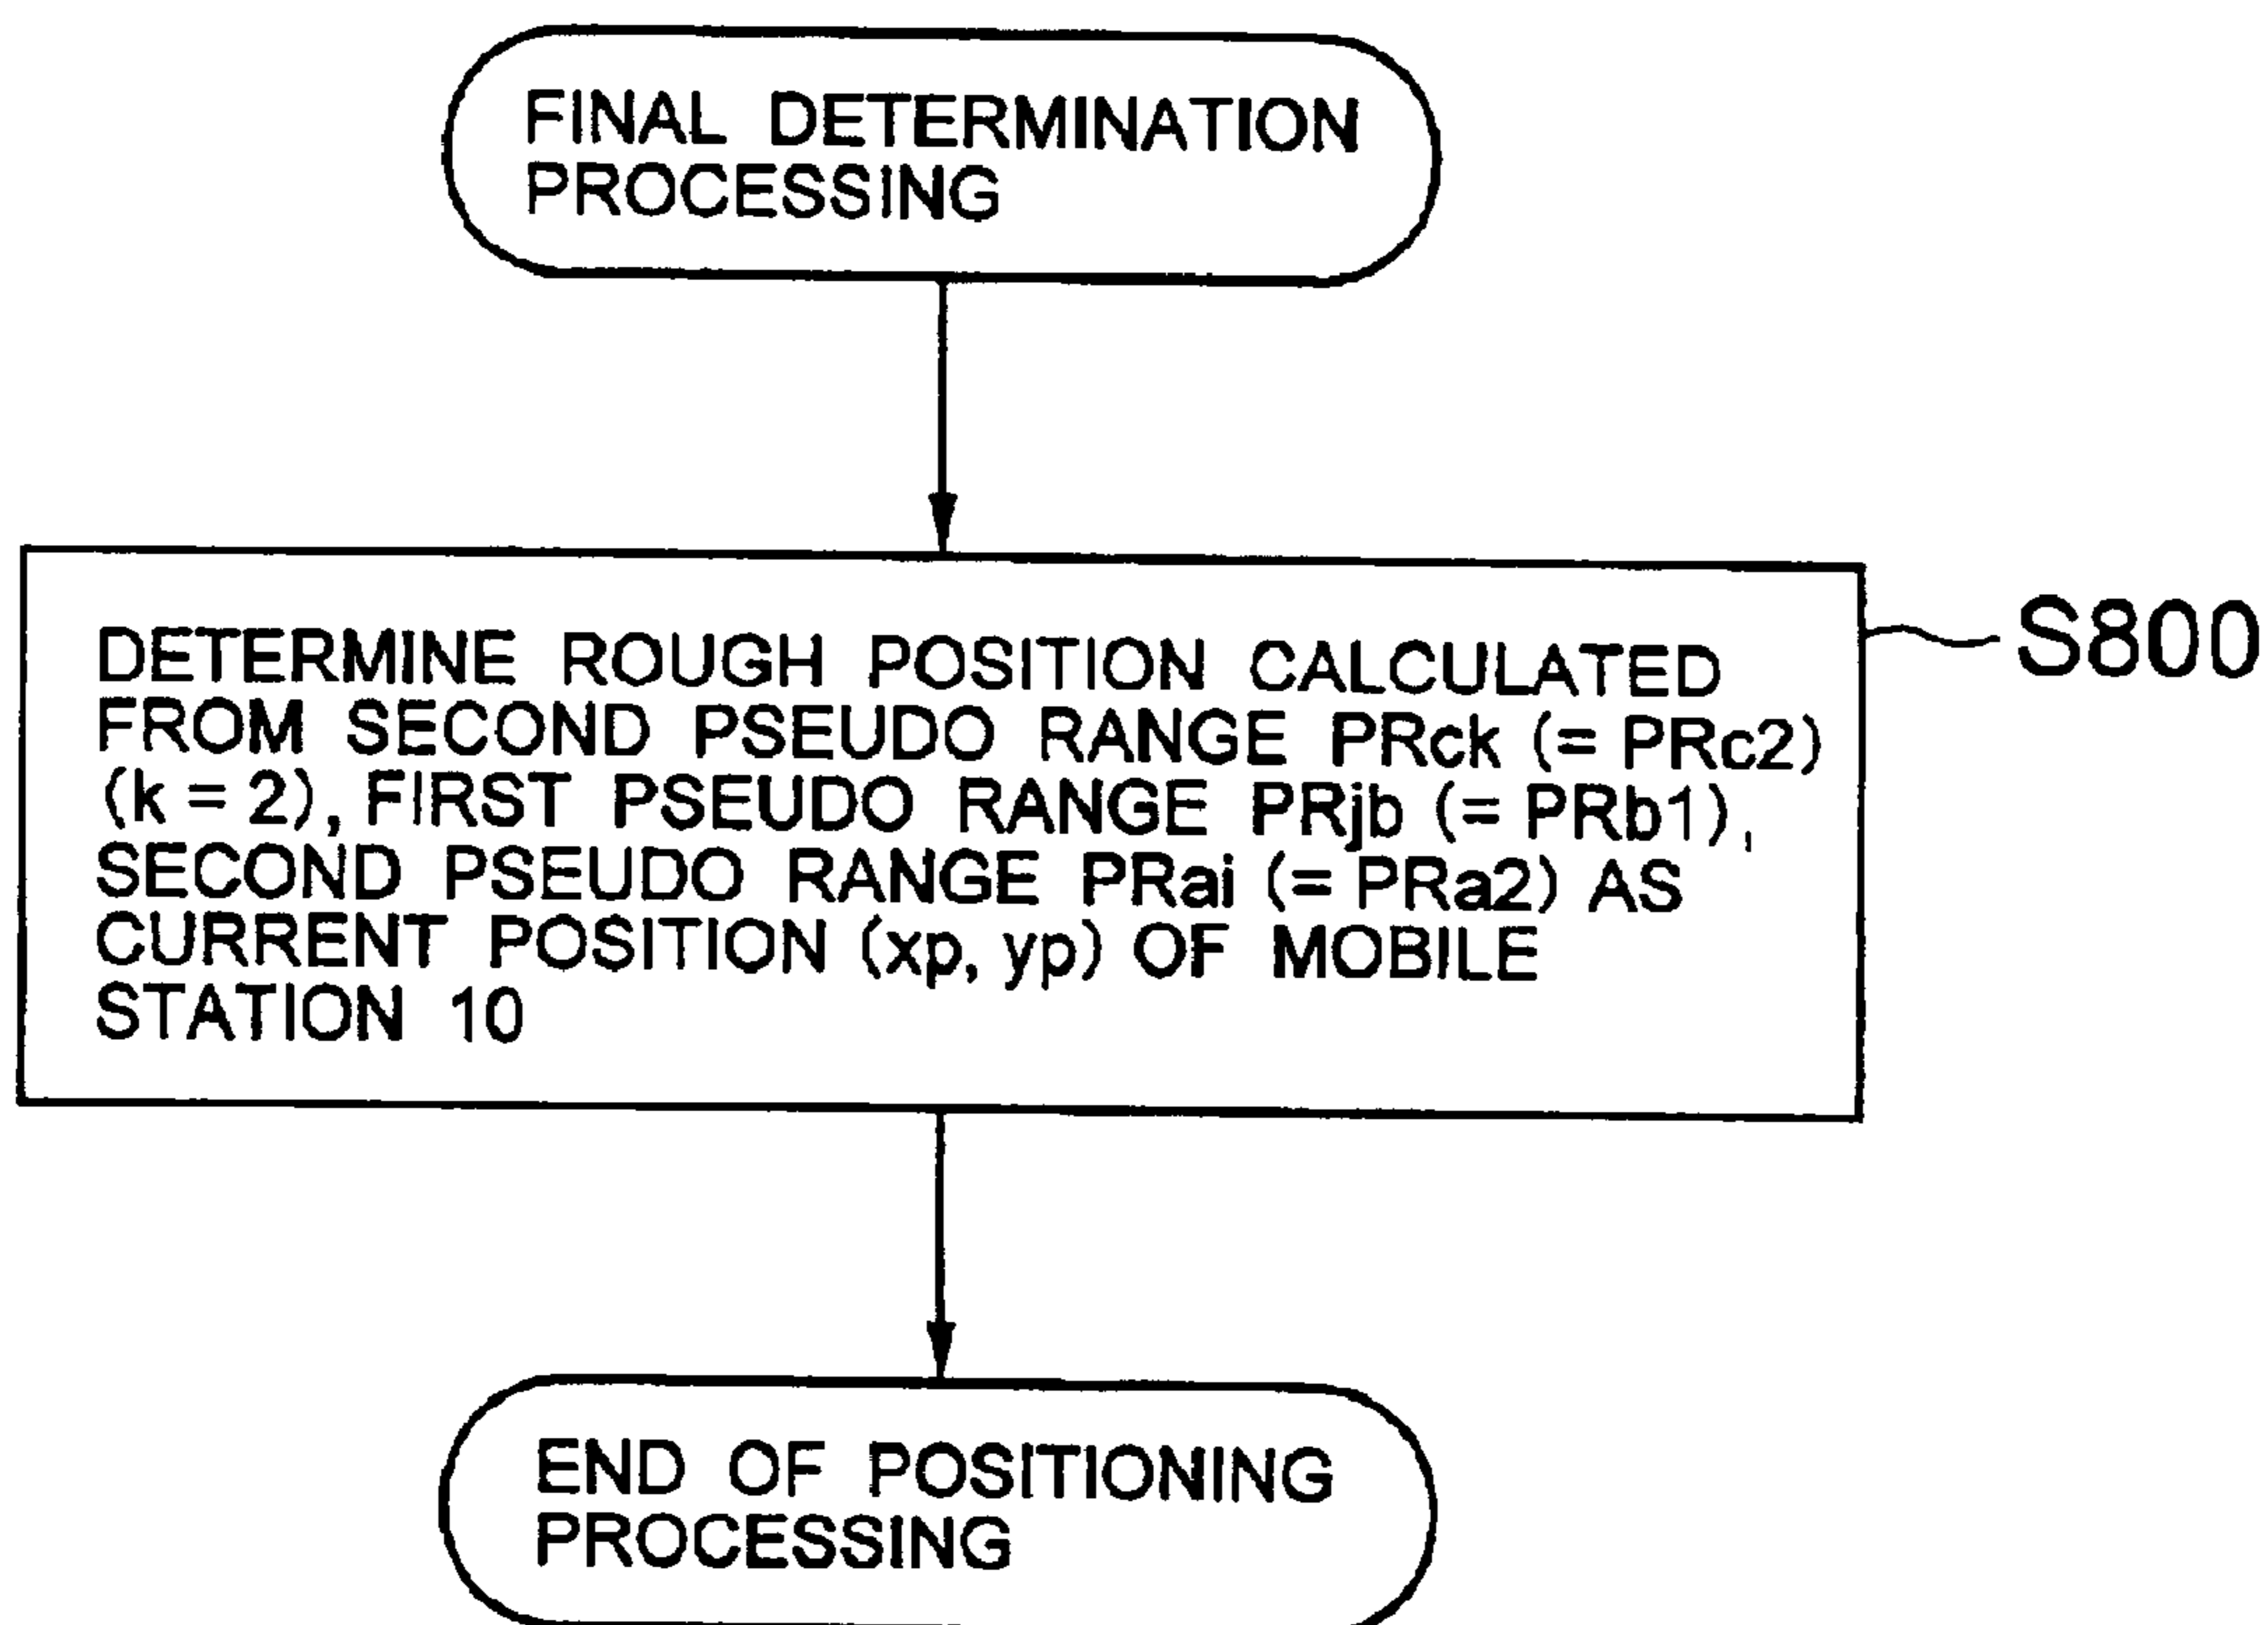 FINAL DETERMINATION
PROCESSING
DETERMINE ROUGH POSITION CALCULATED
FROM SECOND PSEUDO RANGE PRck (= PRc2)
(k = 2), FIRST PSEUDO RANGE PRjb (= PRb1),
SECOND PSEUDO RANGE PRai (= PRa2) AS
CURRENT POSITION (xp, yp) OF MOBILE
STATION 10
S800
END OF POSITIONING
PROCESSING